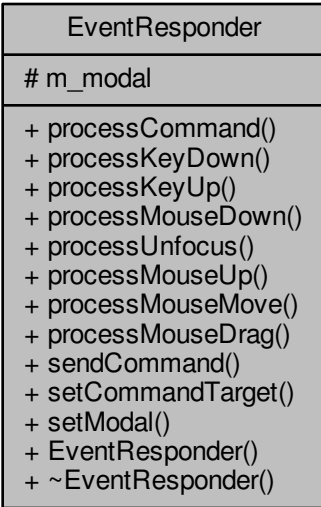 EventResponder
# m_modal
+ processCommand()
+ processKeyDown()
+ processKeyUp()
+ processMouseDown()
+ processUnfocus()
+ processMouseUp()
+ processMouseMove()
+ processMouseDrag()
+ sendCommand()
+ setCommandTarget()
+ setModal()
+ EventResponder()
+ ~EventResponder()